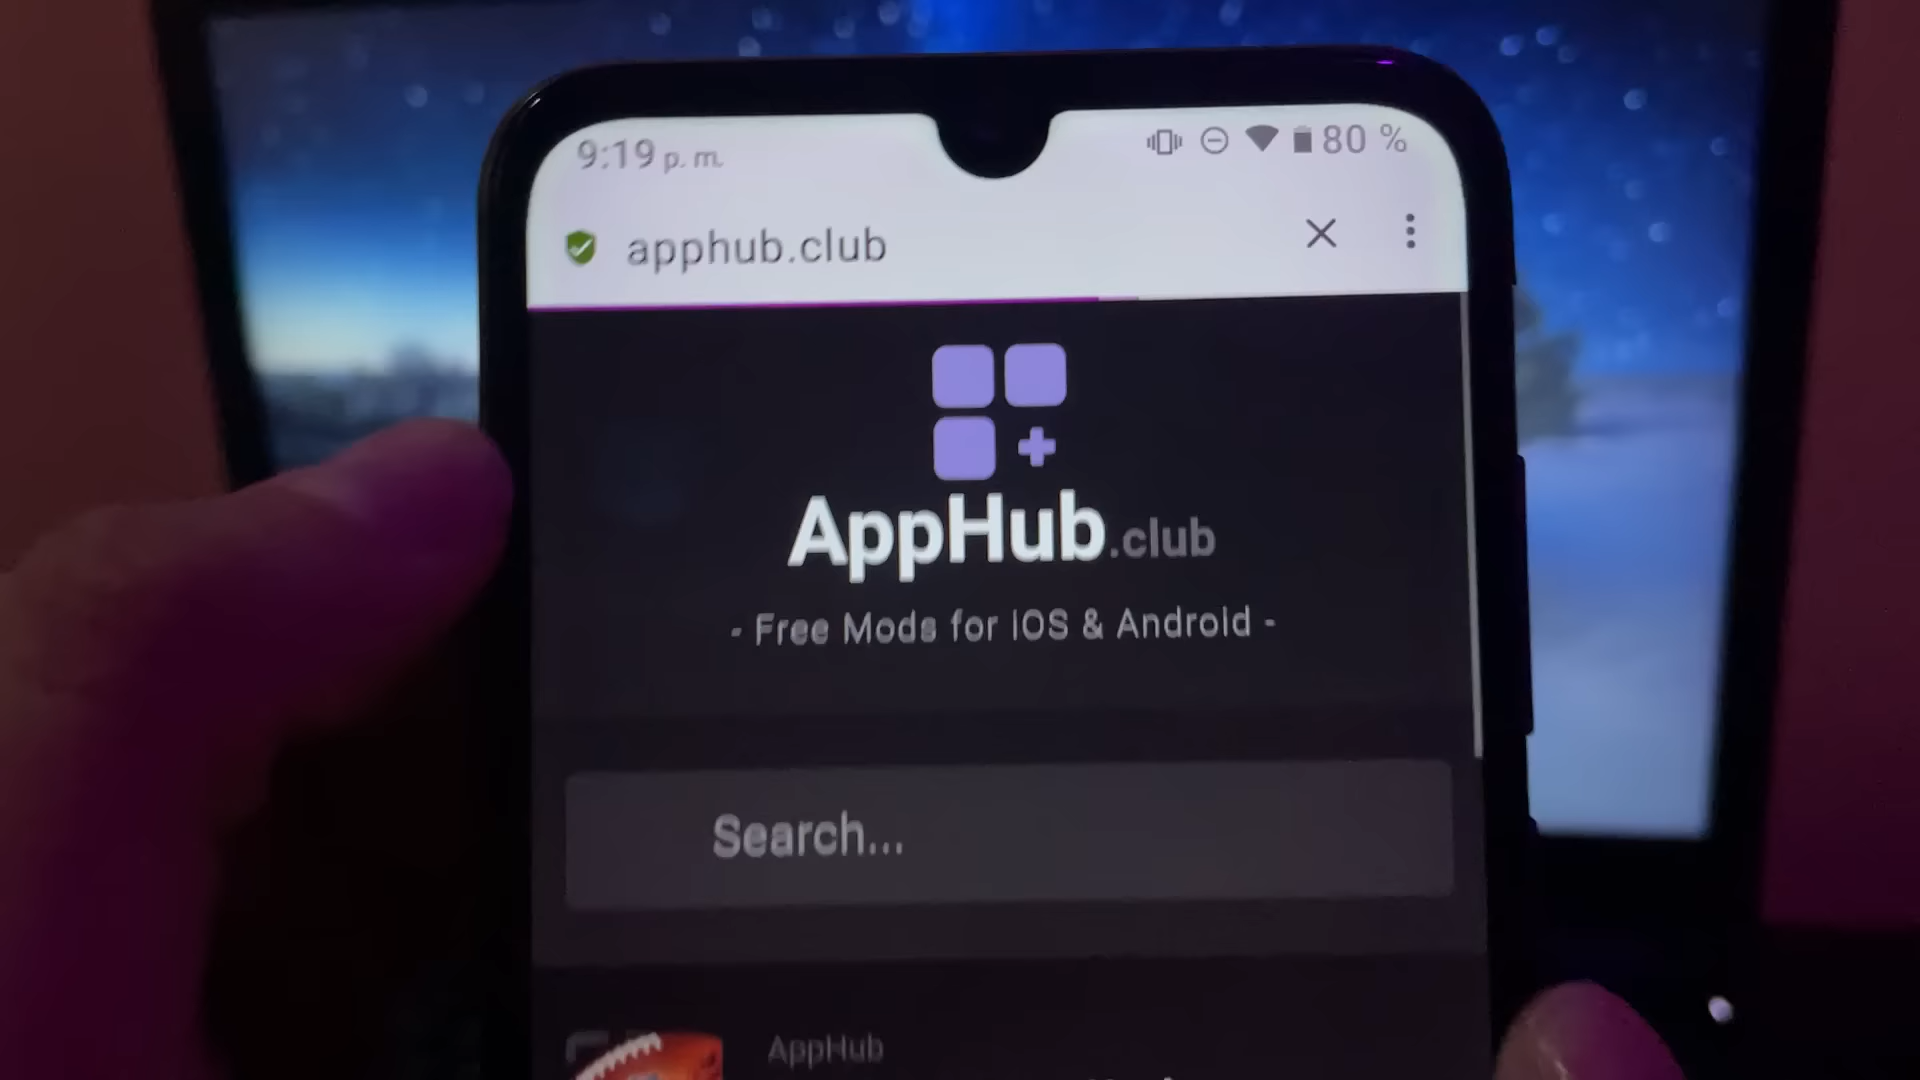 9:19 p. m.
80 %
apphub.club
AppHub.club
- Free Mods for iOS & Android -
Search...
AppHub